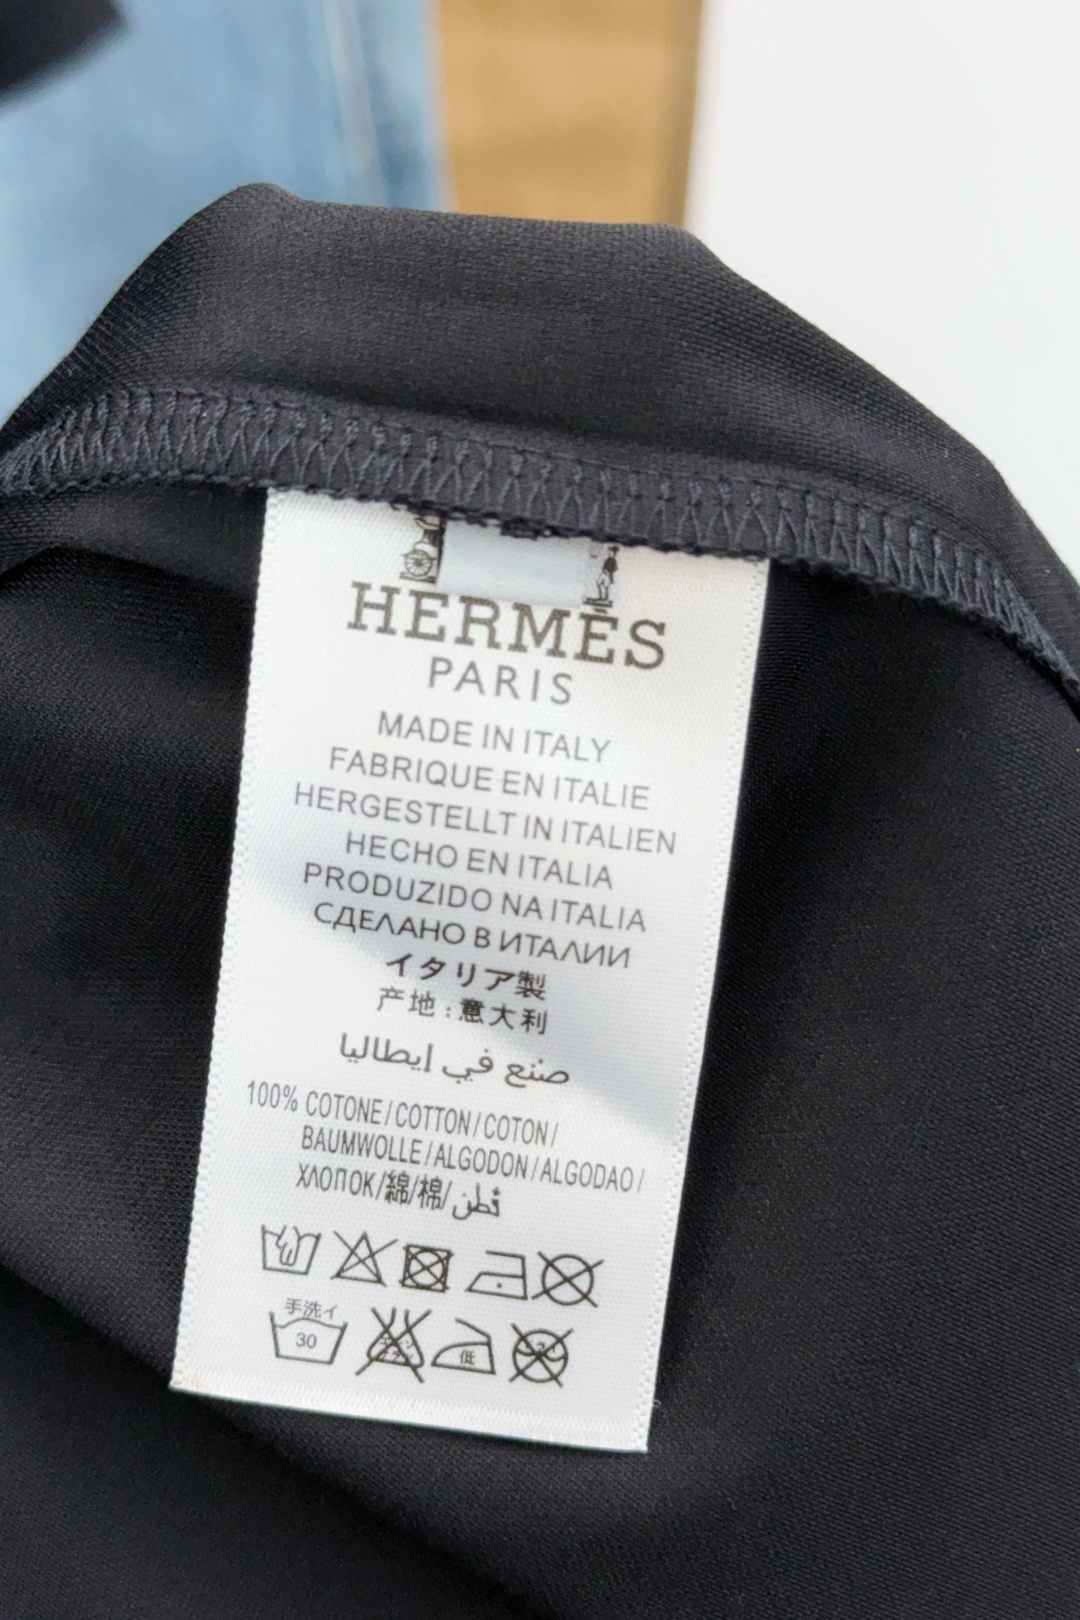 HERMĒS
PARIS
MADE IN ITALY
FABRIQUE EN ITALIE
HERGESTELLT IN ITALIEN
HECHO EN ITALIA
PRODUZIDO NA ITALIA
СДЕЛАНО В ИТАЛИИ
イタリア製
产地:意大利
صنع في إيطاليا
100% COTONE/COTTON/COTON/
BAUMWOLLE/ALGODON/ALGODAO/
ХЛОПОК/綿/棉/قطن
手洗イ
30
低